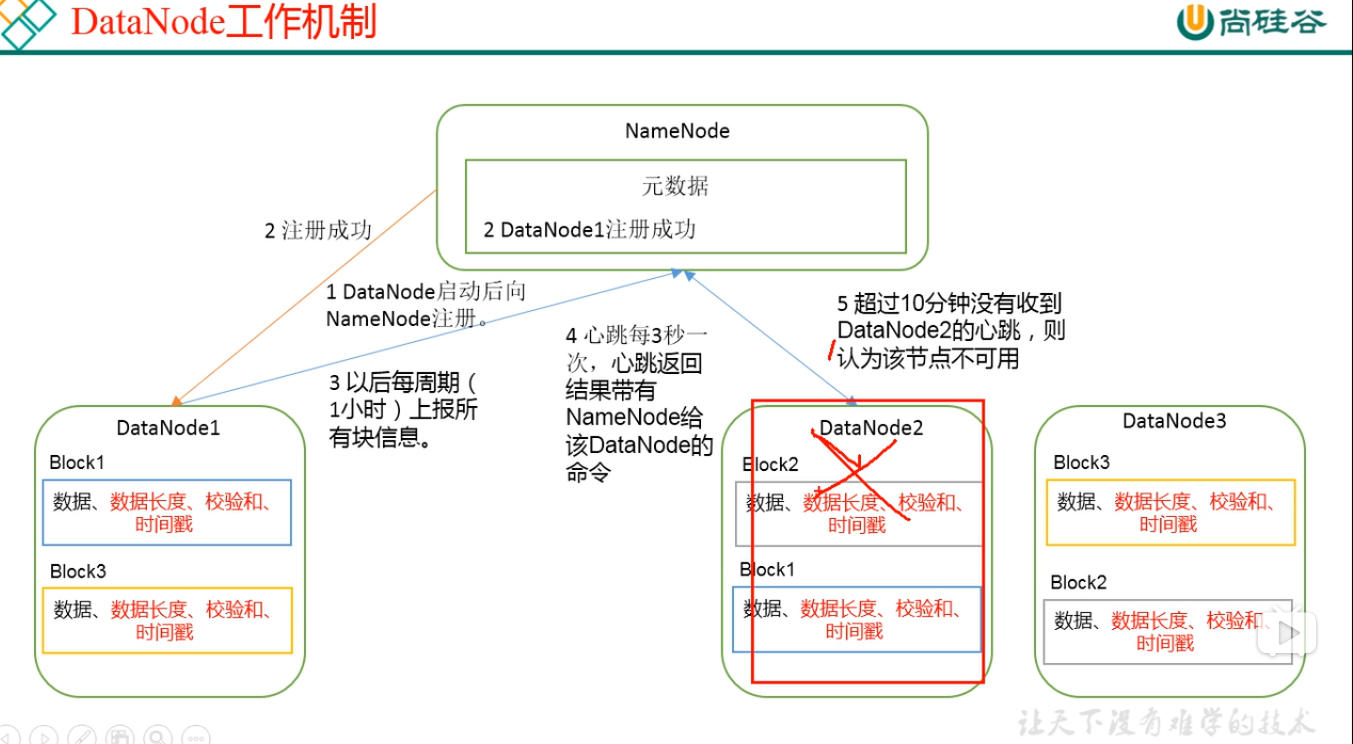 DataNode工作机制
尚硅谷
NameNode
元数据
2 DataNode1注册成功
2 注册成功
1 DataNode启动后向
NameNode注册。
3 以后每周期（
1小时）上报所
有块信息。
4 心跳每3秒一
次，心跳返回
结果带有
NameNode给
该DataNode的
命令
5 超过10分钟没有收到
DataNode2的心跳，则
认为该节点不可用
DataNode1
Block1
数据、数据长度、校验和、
时间戳
Block3
数据、数据长度、校验和、
时间戳
DataNode2
Block2
数据、数据长度、校验和、
时间戳
Block1
数据、数据长度、校验和、
时间戳
DataNode3
Block3
数据、数据长度、校验和、
时间戳
Block2
数据、数据长度、校验和、
时间戳
让天下没有难学的技术